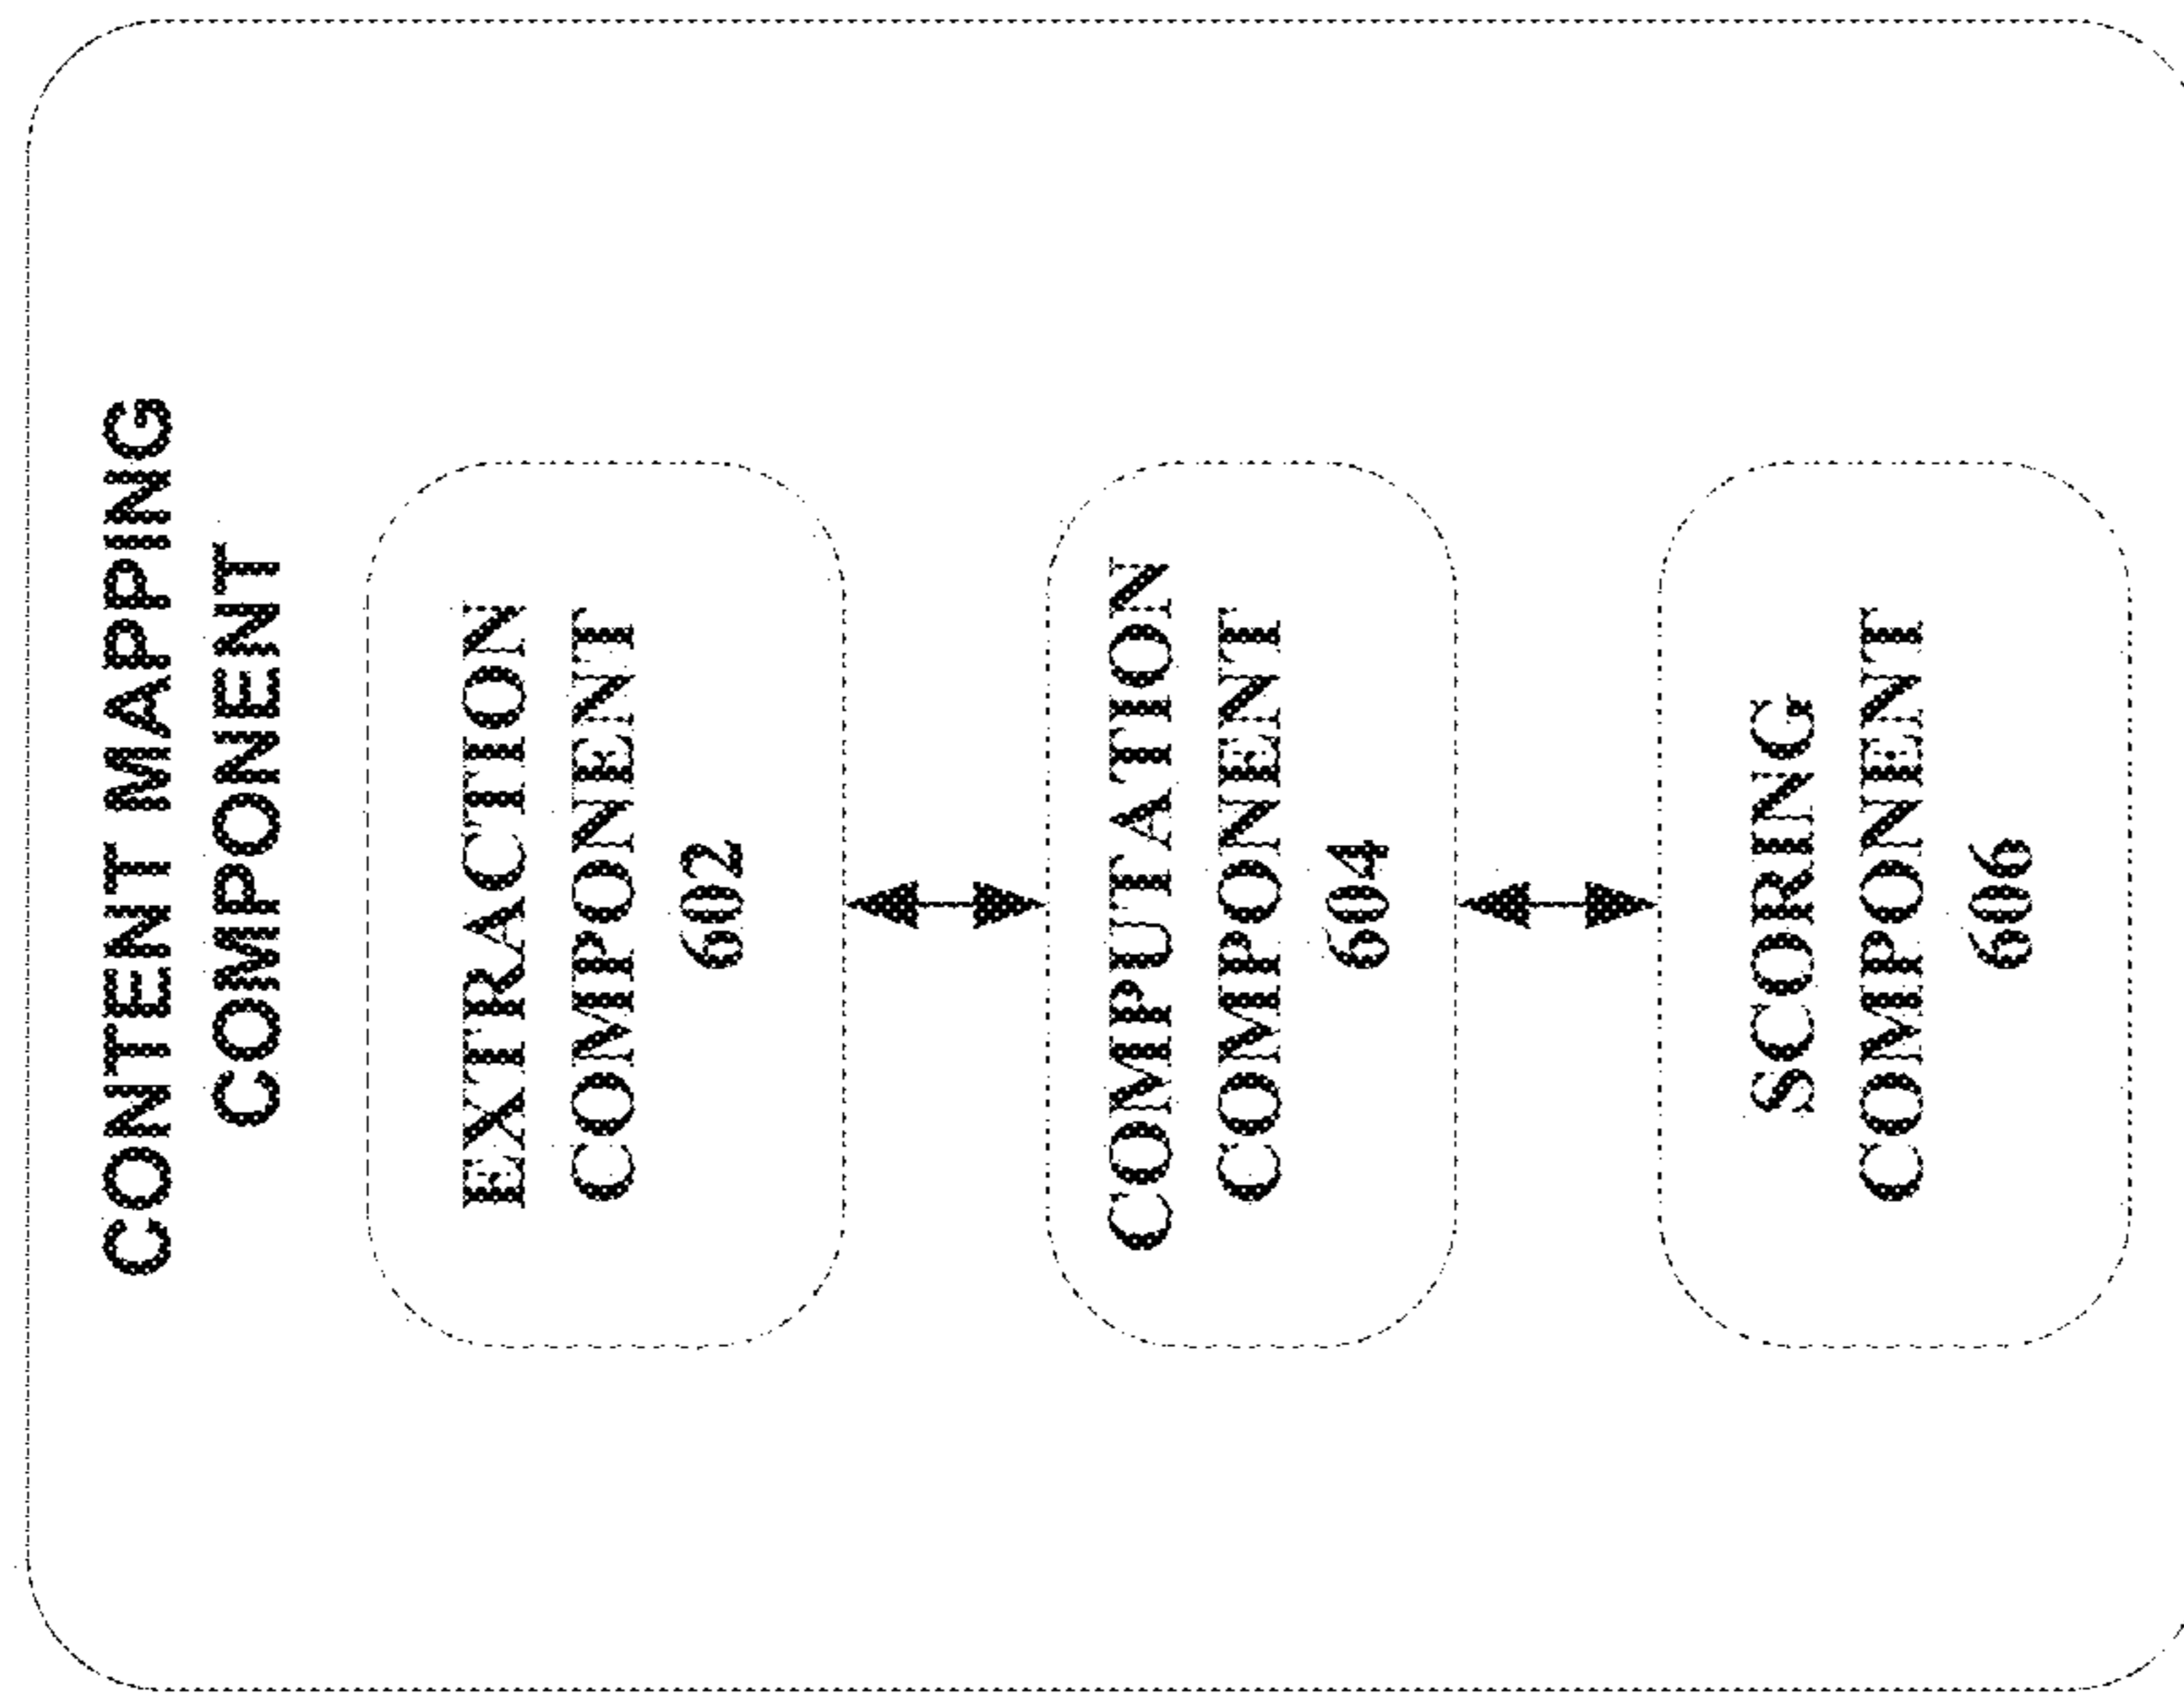 CONTENT MAPPING
COMPONENT
EXTRACTION
COMPONENT
602
COMPUTATION
COMPONENT
604
SCORING
COMPONENT
606